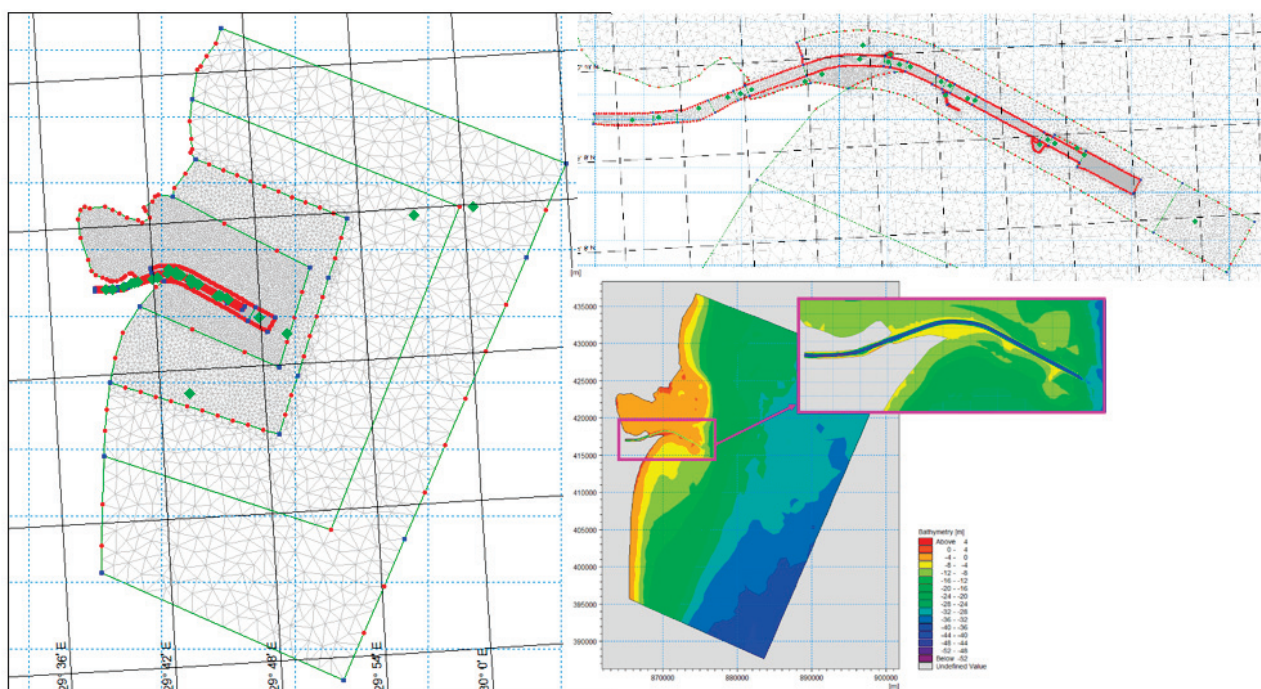 29° 36' E
29° 42' E
29° 48' E
29° 54' E
30° 0' E
[m]
435000
430000
425000
420000
415000
410000
405000
400000
395000
390000
870000 880000 890000 900000
[m]
Bathymetry [m]
Above 4
0 - 4
-4 - 0
-8 - -4
-12 - -8
-16 - -12
-20 - -16
-24 - -20
-28 - -24
-32 - -28
-36 - -32
-40 - -36
-44 - -40
-48 - -44
-52 - -48
Below -52
Undefined Value